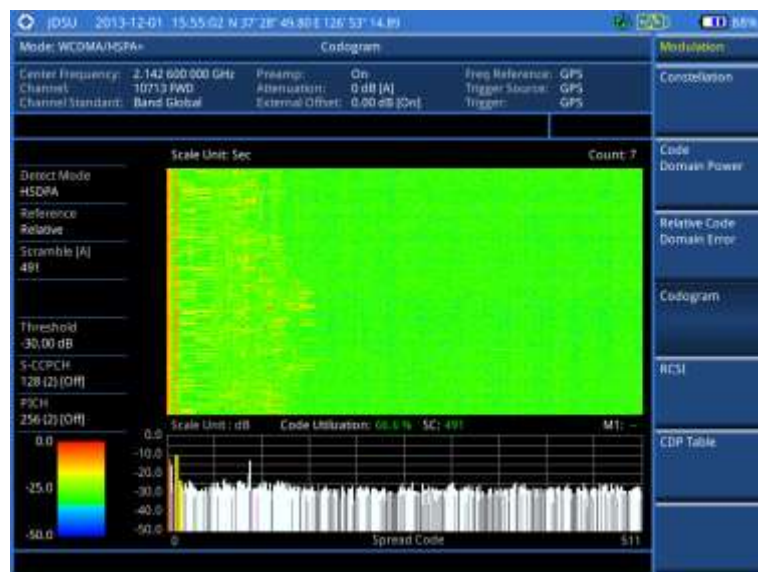 JDSU 2013-12-01 15:55:02 N 37° 28' 49.80 E 126° 53' 14.89
Mode: WCDMA/HSPA+
Codogram
Modulation
Center Frequency: 2.142 600 000 GHz
Preamp: On
Freq Reference: GPS
Channel: 10713 FWD
Attenuation: 0 dB [A]
Trigger Source: GPS
Channel Standard: Band Global
External Offset: 0.00 dB [On]
Trigger: GPS
Constellation
Code Domain Power
Relative Code Domain Error
Codogram
RCSI
CDP Table
Scale Unit: Sec
Count: 7
Detect Mode
HSDPA
Reference
Relative
Scramble [A]
491
Threshold
-30.00 dB
S-CCPCH
128 (2) [Off]
PICH
256 (2) [Off]
Scale Unit : dB
Code Utilization:
SC: 491
M1: --
0.0
-25.0
-50.0
0.0
-10.0
-20.0
-30.0
-40.0
-50.0
0
Spread Code
511